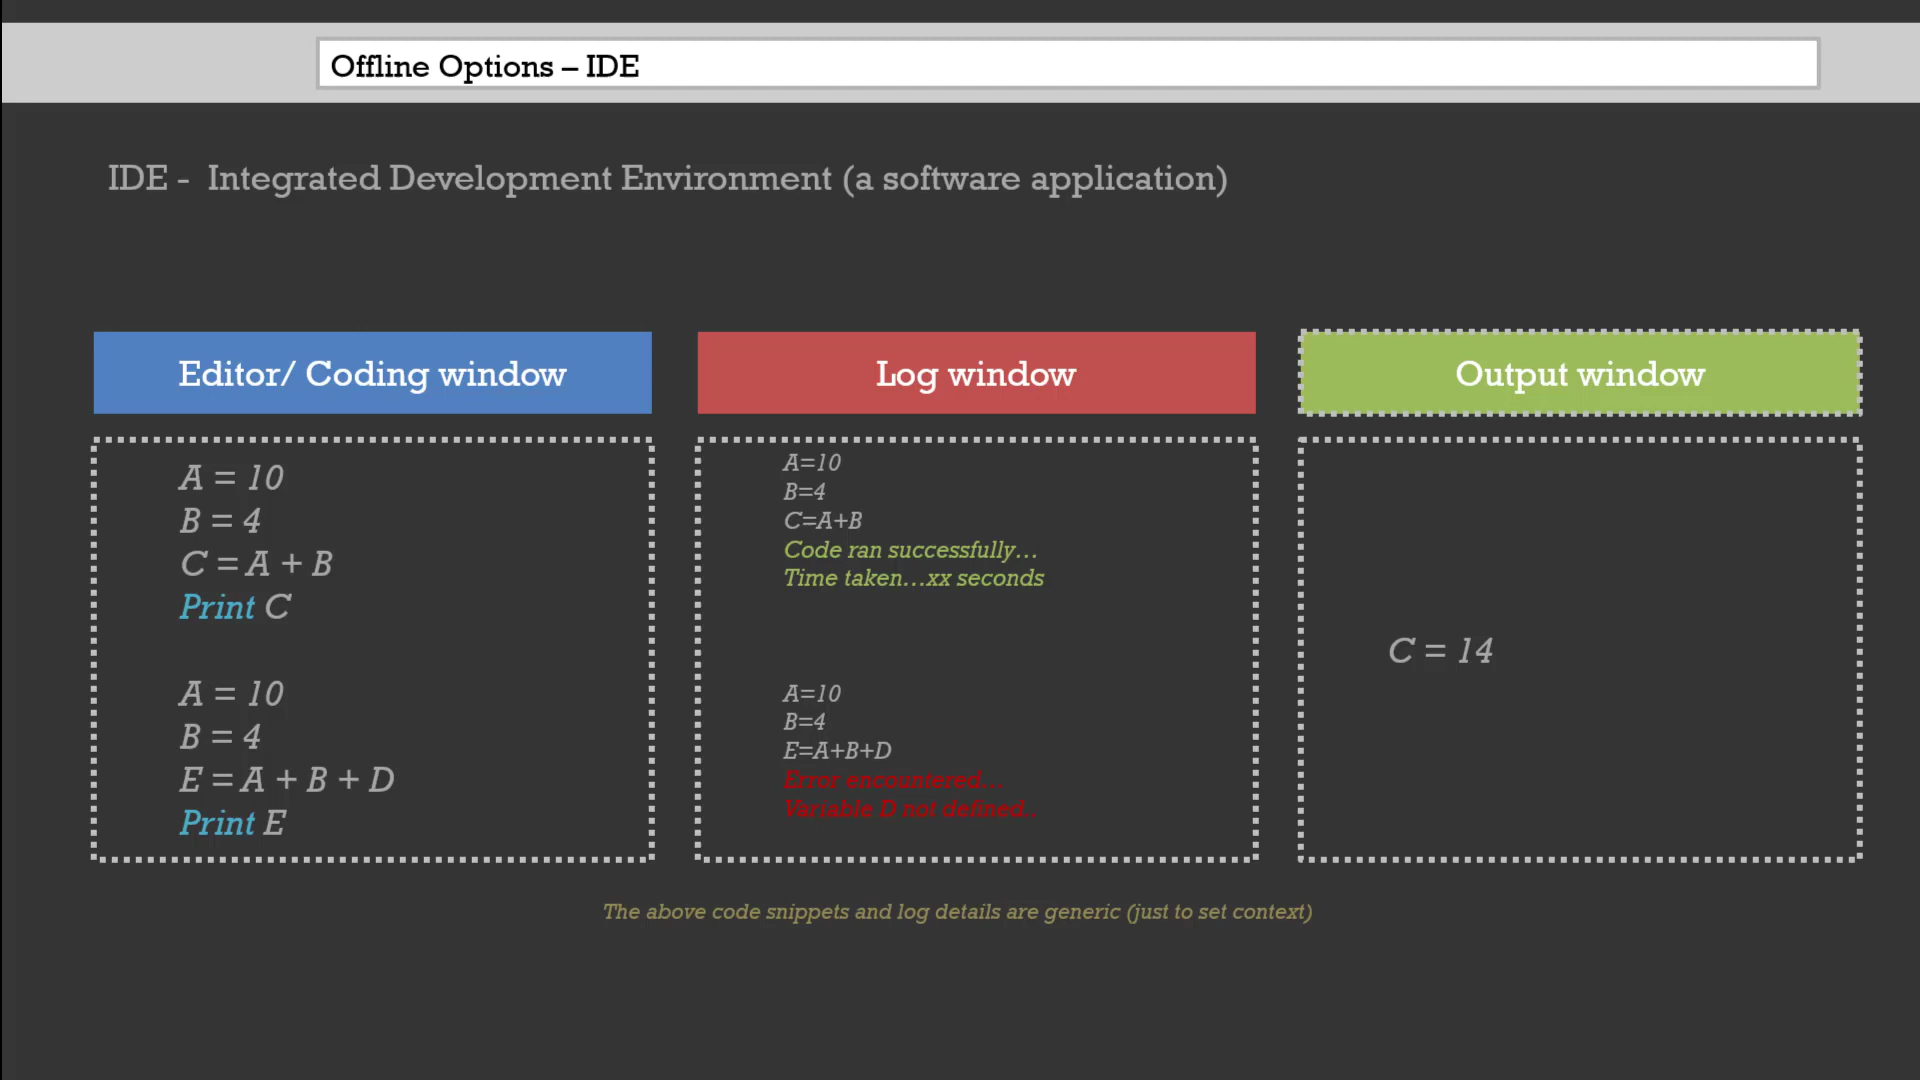 Offline Options – IDE
IDE -  Integrated Development Environment (a software application)
Editor/ Coding window
A = 10
B = 4
C = A + B
Print C
A = 10
B = 4
E = A + B + D
Print E
Log window
A=10
B=4
C=A+B
Code ran successfully…
Time taken…xx seconds
A=10
B=4
E=A+B+D
Error encountered…
Variable D not defined..
Output window
C = 14
The above code snippets and log details are generic (just to set context)